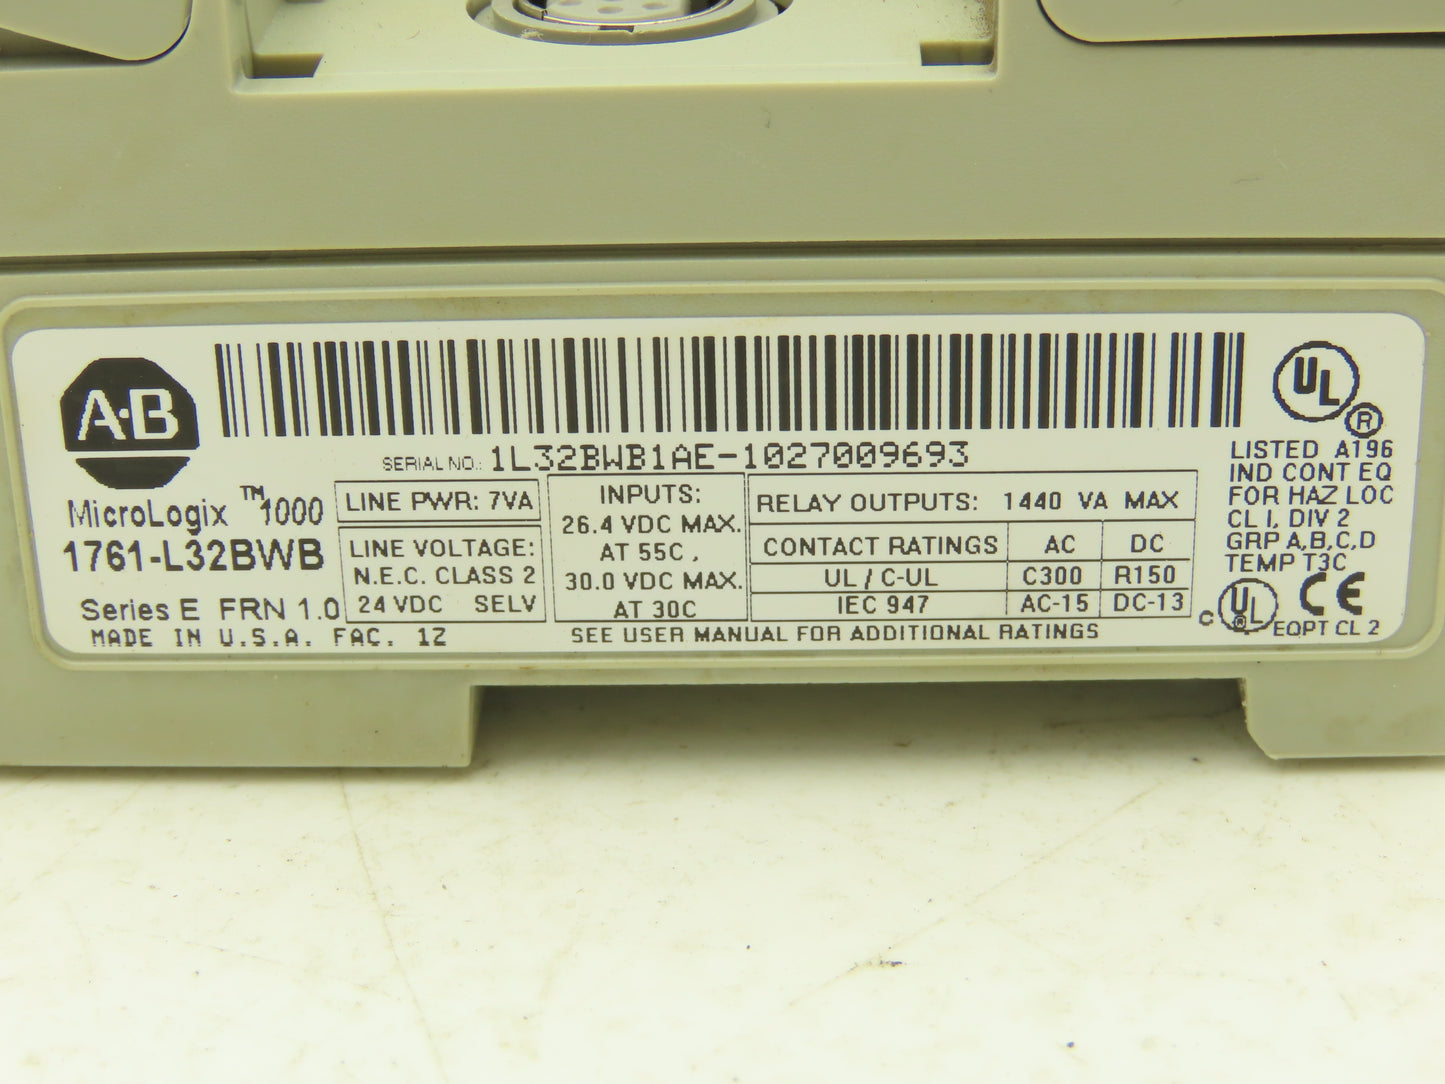 A·B
SERIAL NO.: 1L32BWB1AE-1027009693
MicroLogix ™ 1000
1761-L32BWB
Series E FRN 1.0
MADE IN U.S.A. FAC. 1Z
LINE PWR: 7VA
LINE VOLTAGE:
N.E.C. CLASS 2
24 VDC SELV
INPUTS:
26.4 VDC MAX.
AT 55C ,
30.0 VDC MAX.
AT 30C
RELAY OUTPUTS: 1440 VA MAX
CONTACT RATINGS AC DC
UL / C-UL C300 R150
IEC 947 AC-15 DC-13
SEE USER MANUAL FOR ADDITIONAL RATINGS
UL ®
LISTED A196
IND CONT EQ
FOR HAZ LOC
CL I, DIV 2
GRP A,B,C,D
TEMP T3C
c UL ® CE
EQPT CL 2